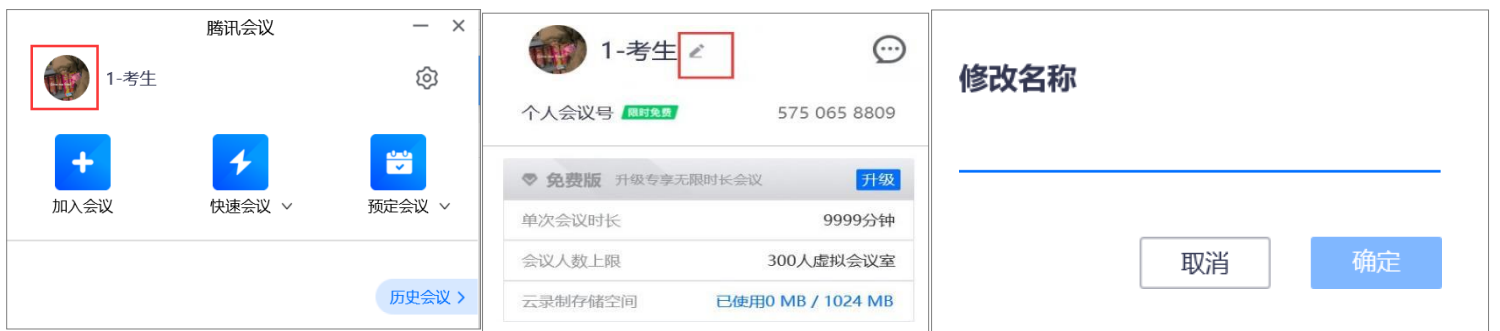 腾讯会议
1-考生
加入会议
快速会议
预定会议
历史会议
1-考生
个人会议号 限时免费 575 065 8809
免费版 升级专享无限时长会议 升级
单次会议时长 9999分钟
会议人数上限 300人虚拟会议室
云录制存储空间 已使用0 MB / 1024 MB
修改名称
取消 确定